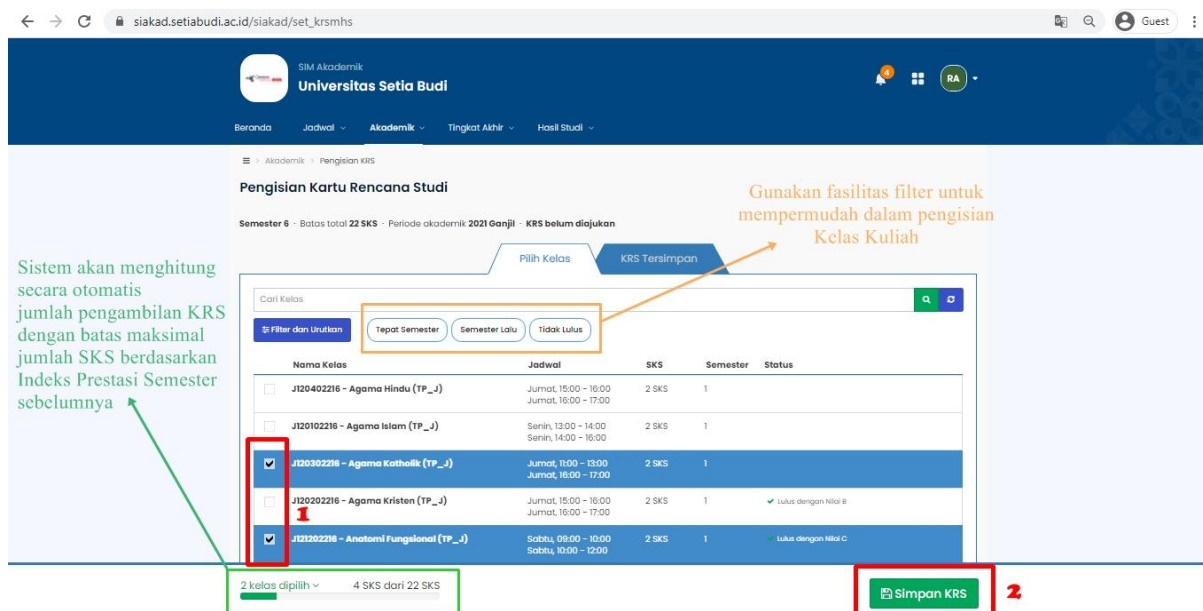 siakad.setiabudi.ac.id/siakad/set_krsmhs
Guest
SIM Akademik
Universitas Setia Budi
4
RA
Beranda Jadwal Akademik Tingkat Akhir Hasil Studi
Akademik > Pengisian KRS
Pengisian Kartu Rencana Studi
Semester 6 · Batas total 22 SKS · Periode akademik 2021 Ganjil · KRS belum diajukan
Gunakan fasilitas filter untuk
mempermudah dalam pengisian
Kelas Kuliah
Sistem akan menghitung
secara otomatis
jumlah pengambilan KRS
dengan batas maksimal
jumlah SKS berdasarkan
Indeks Prestasi Semester
sebelumnya
Pilih Kelas KRS Tersimpan
Cari Kelas
Filter dan Urutkan Tepat Semester Semester Lalu Tidak Lulus
Nama Kelas Jadwal SKS Semester Status
J120402216 - Agama Hindu (TP_J) Jumat, 15:00 - 16:00 2 SKS 1
Jumat, 16:00 - 17:00
J120102216 - Agama Islam (TP_J) Senin, 13:00 - 14:00 2 SKS 1
Senin, 14:00 - 16:00
J120302216 - Agama Katholik (TP_J) Jumat, 11:00 - 13:00 2 SKS 1
Jumat, 16:00 - 17:00
J120202216 - Agama Kristen (TP_J) Jumat, 15:00 - 16:00 2 SKS 1 Lulus dengan Nilai B
Jumat, 16:00 - 17:00
1
J121202216 - Anatomi Fungsional (TP_J) Sabtu, 09:00 - 10:00 2 SKS 1 Lulus dengan Nilai C
Sabtu, 10:00 - 12:00
2 kelas dipilih 4 SKS dari 22 SKS
Simpan KRS
2